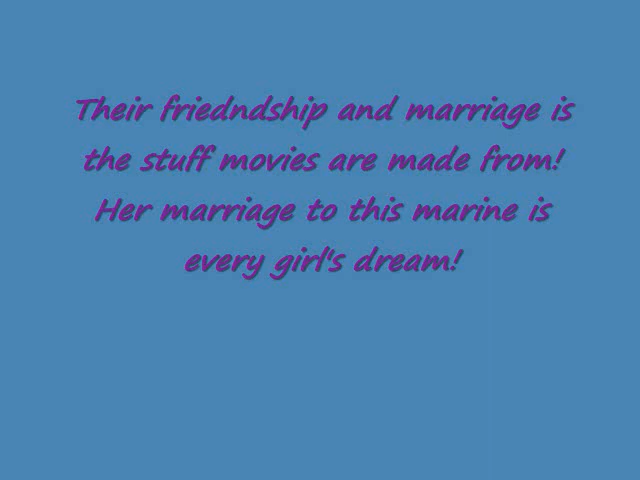 Their friedndship and marriage is
the stuff movies are made from!
Her marriage to this marine is
every girl's dream!